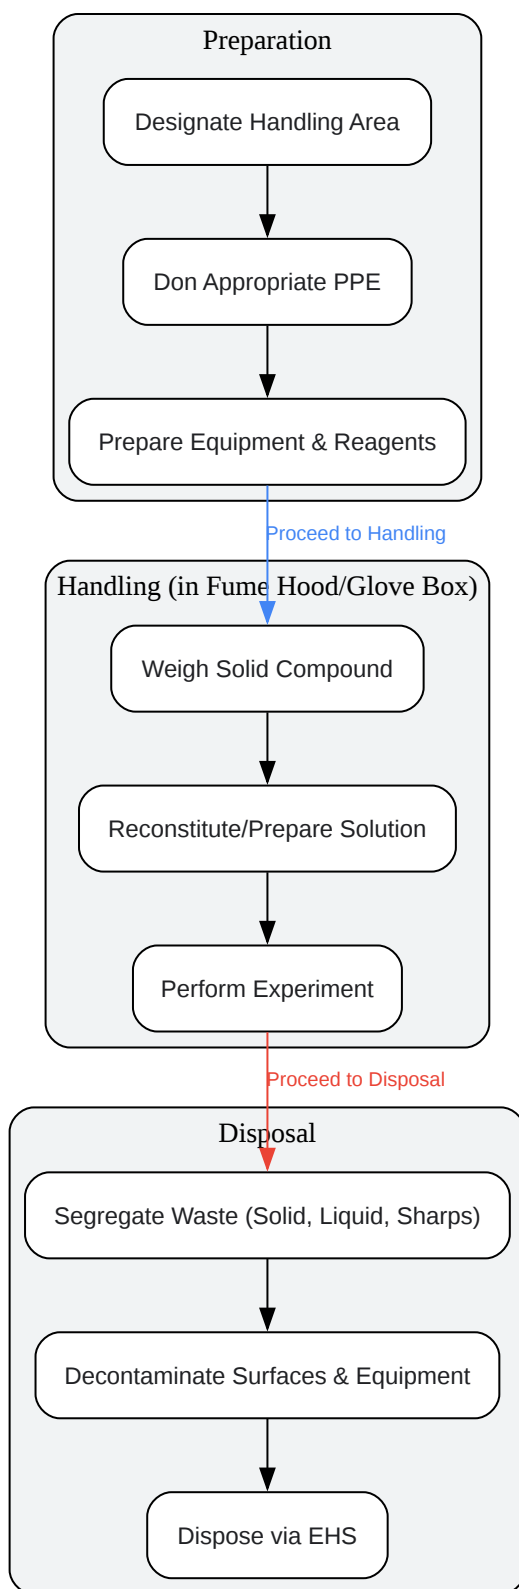 Preparation
Designate Handling Area
Don Appropriate PPE
Prepare Equipment & Reagents
Proceed to Handling
Handling (in Fume Hood/Glove Box)
Weigh Solid Compound
Reconstitute/Prepare Solution
Perform Experiment
Proceed to Disposal
Disposal
Segregate Waste (Solid, Liquid, Sharps)
Decontaminate Surfaces & Equipment
Dispose via EHS